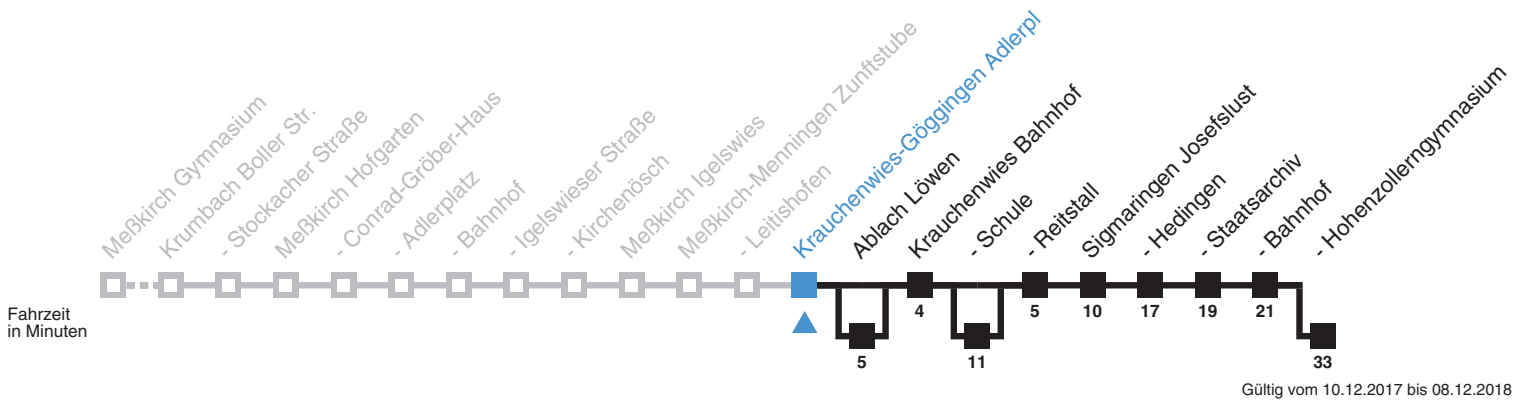 Meßkirch Gymnasium
Krumbach Boller Str.
- Stockacher Straße
Meßkirch Hofgarten
- Conrad-Gröber-Haus
- Adlerplatz
- Bahnhof
- Igelswieser Straße
- Kirchenösch
Meßkirch Igelswies
Meßkirch-Menningen Zunftstube
- Leitishofen
Krauchenwies-Göggingen Adlerpl
Ablach Löwen
Krauchenwies Bahnhof
- Schule
- Reitstall
Sigmaringen Josefslust
- Hedingen
- Staatsarchiv
- Bahnhof
- Hohenzollerngymnasium
Fahrzeit
in Minuten
4
5
10
17
19
21
5
11
33
Gültig vom 10.12.2017 bis 08.12.2018